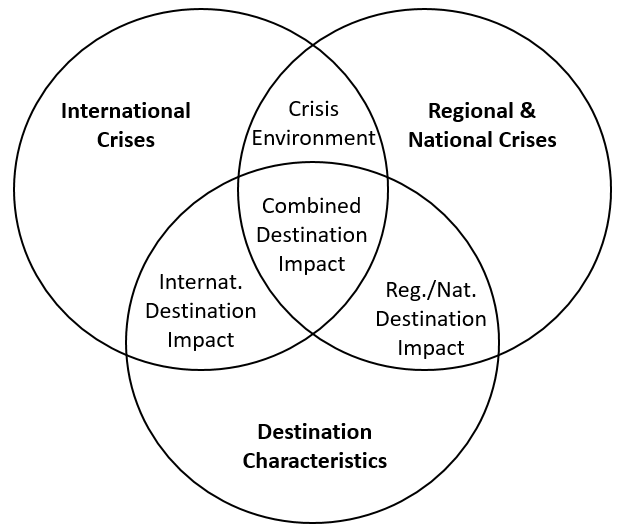 International
Crises
Crisis
Environment
Regional &
National Crises
Combined
Destination
Impact
Internat.
Destination
Impact
Reg./Nat.
Destination
Impact
Destination
Characteristics